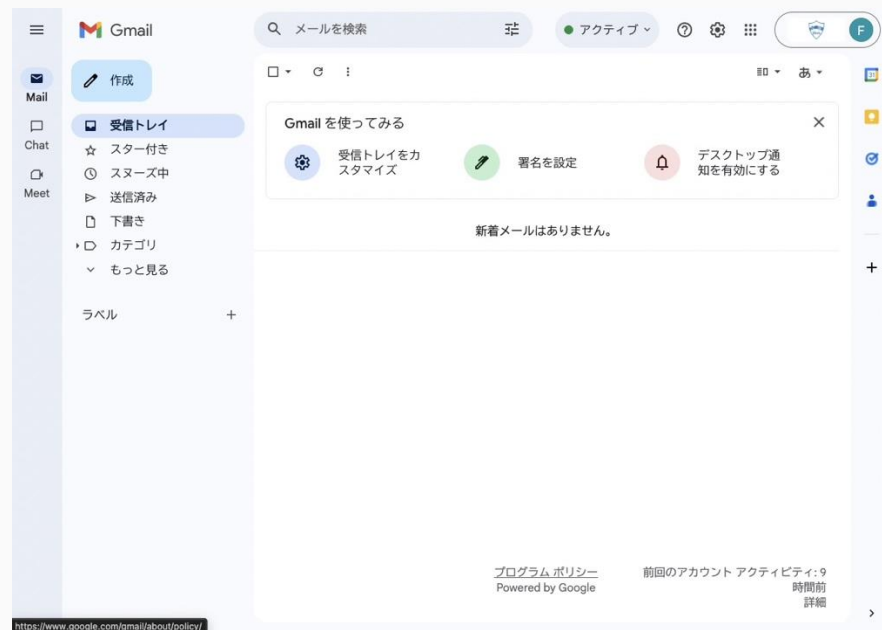 Gmail
メールを検索
アクティブ
F
Mail
Chat
Meet
作成
受信トレイ
スター付き
スヌーズ中
送信済み
下書き
カテゴリ
もっと見る
ラベル
あ
Gmail を使ってみる
受信トレイをカ
スタマイズ
署名を設定
デスクトップ通
知を有効にする
新着メールはありません。
プログラム ポリシー
Powered by Google
前回のアカウント アクティビティ: 9
時間前
詳細
31
https://www.google.com/gmail/about/policy/